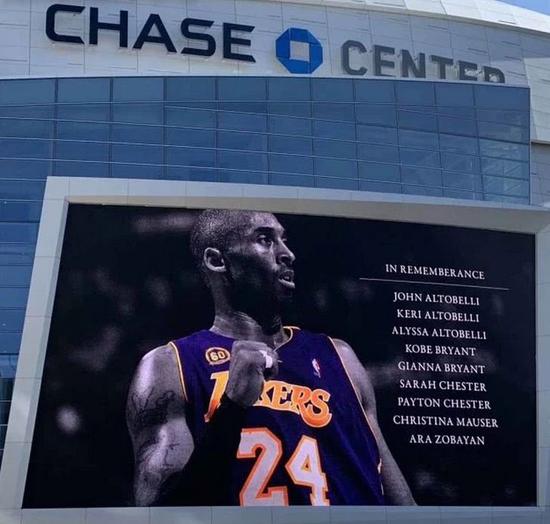 CHASE CENTER
IN REMEMBERANCE
JOHN ALTOBELLI
KERI ALTOBELLI
ALYSSA ALTOBELLI
KOBE BRYANT
GIANNA BRYANT
SARAH CHESTER
PAYTON CHESTER
CHRISTINA MAUSER
ARA ZOBAYAN
60
LAKERS
24